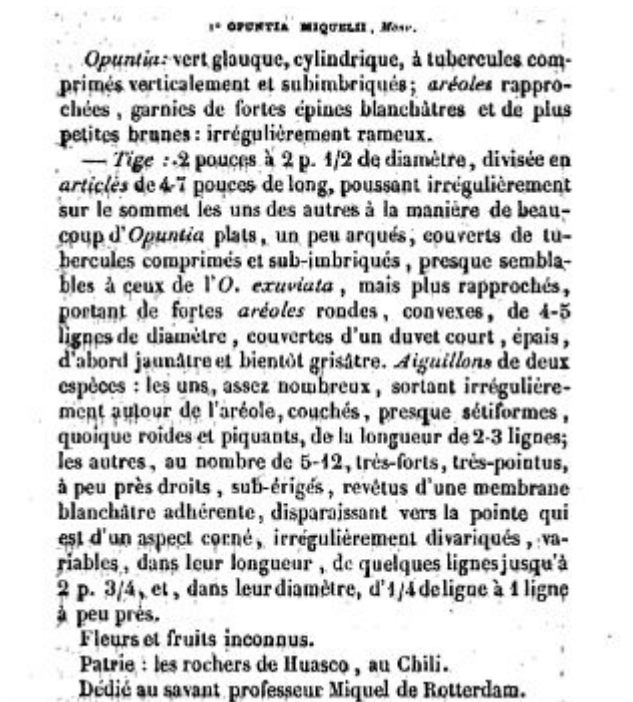 1° OPUNTIA MIQUELII, Monv.
Opuntia: vert glauque, cylindrique, à tubercules com-
primés verticalement et subimbriqués; aréoles rappro-
chées, garnies de fortes épines blanchâtres et de plus
petites brunes: irrégulièrement rameux.
— Tige : 2 pouces à 2 p. 1/2 de diamètre, divisée en
articles de 4-7 pouces de long, poussant irrégulièrement
sur le sommet les uns des autres à la manière de beau-
coup d'Opuntia plats, un peu arqués, couverts de tu-
bercules comprimés et sub-imbriqués, presque sembla-
bles à ceux de l'O. exuviata, mais plus rapprochés,
portant de fortes aréoles rondes, convexes, de 4-5
lignes de diamètre, couvertes d'un duvet court, épais,
d'abord jaunâtre et bientôt grisâtre. Aiguillons de deux
espèces : les uns, assez nombreux, sortant irrégulière-
ment autour de l'aréole, couchés, presque sétiformes,
quoique roides et piquants, de la longueur de 2-3 lignes;
les autres, au nombre de 5-12, très-forts, très-pointus,
à peu près droits, sub-érigés, revêtus d'une membrane
blanchâtre adhérente, disparaissant vers la pointe qui
est d'un aspect corné, irrégulièrement divariqués, va-
riables, dans leur longueur, de quelques lignes jusqu'à
2 p. 3/4, et, dans leur diamètre, d'1/4 de ligne à 1 ligne
à peu près.
Fleurs et fruits inconnus.
Patrie : les rochers de Huasco, au Chili.
Dédié au savant professeur Miquel de Rotterdam.